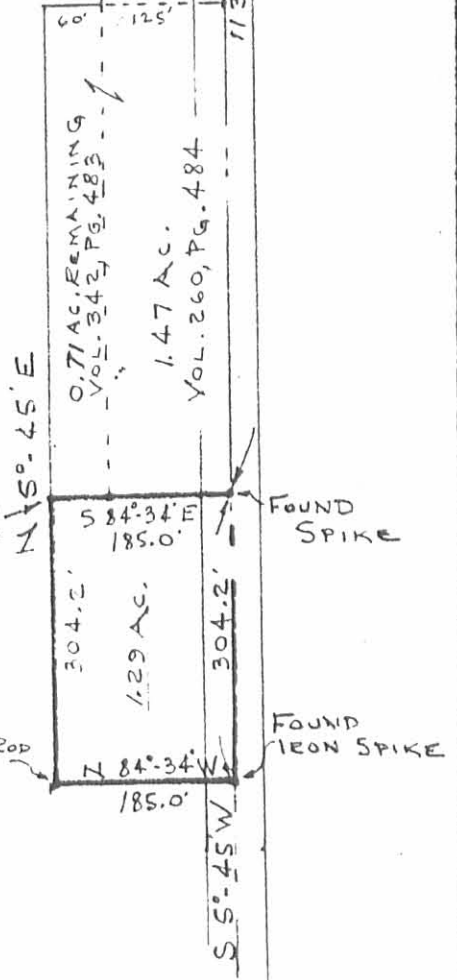 60' 125'
113
0.71 AC. REMAINING
VOL. 342, PG. 483
1.47 AC.
VOL. 260, PG. 484
N 5°-45' E
S 84°-34' E
185.0'
FOUND
SPIKE
304.2'
1.29 AC.
304.2'
ROD
N 84°-34' W
185.0'
FOUND
IRON SPIKE
S 5°-45' W